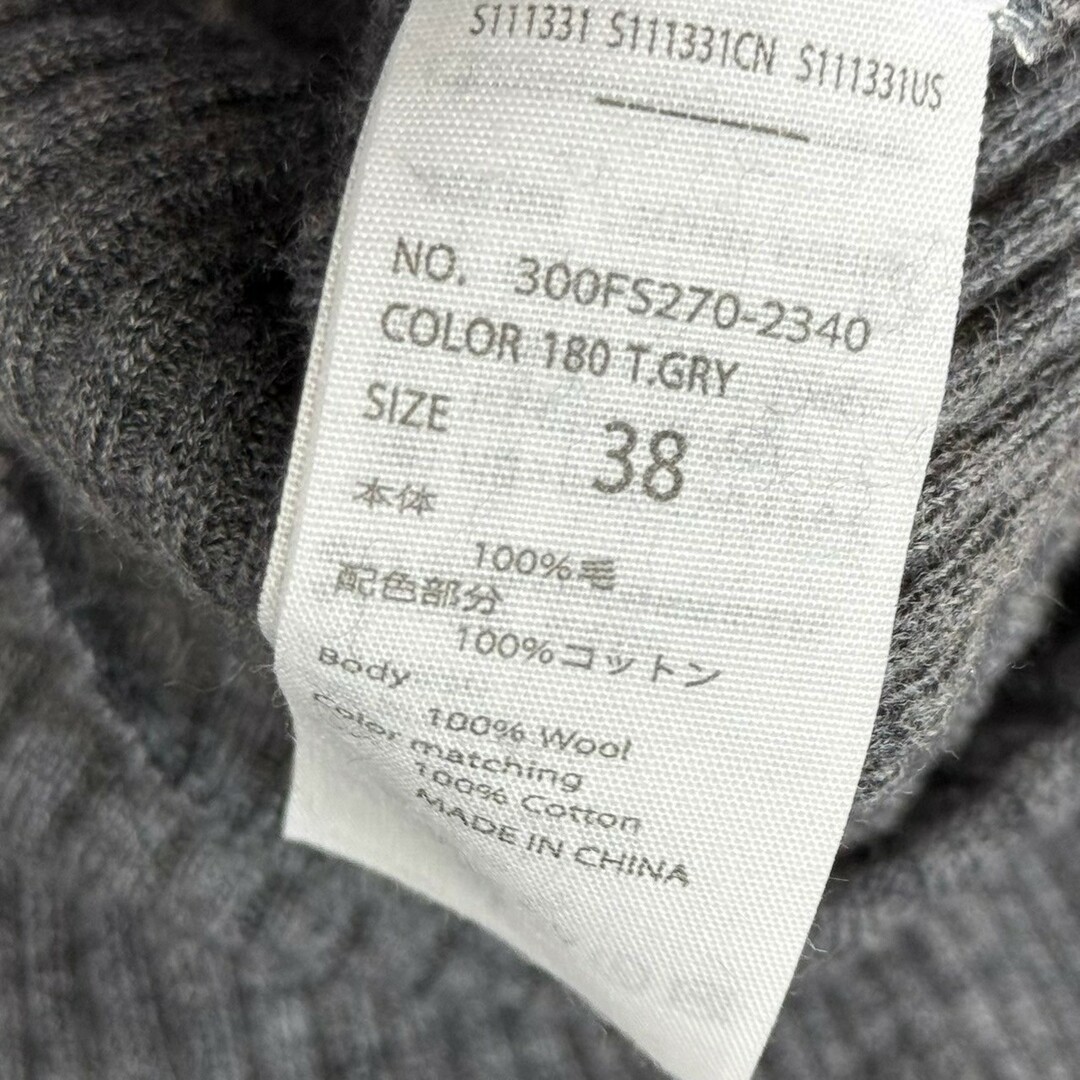 S111331 S111331CN S111331US
NO. 300FS270-2340
COLOR 180 T.GRY
SIZE 38
本体
100%毛
配色部分
100%コットン
Body
100% Wool
Color matching
100% Cotton
MADE IN CHINA